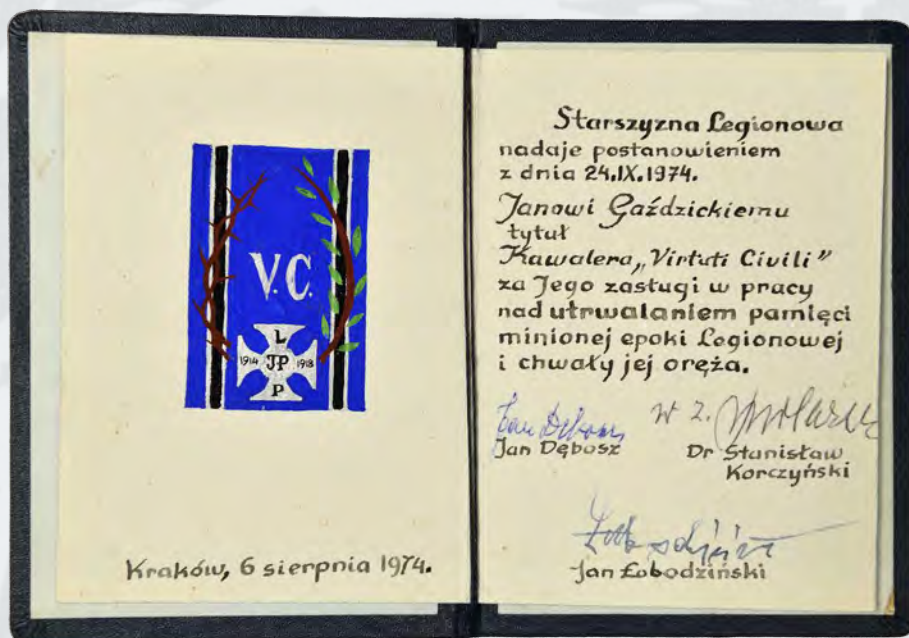 V. C.
L
1914 JP 1918
P
Kraków, 6 sierpnia 1974.
Starszyzna Legionowa
nadaje postanowieniem
z dnia 24.IX.1974.
Janowi Gaździckiemu
tytuł
Kawalera „Virtuti Civili”
za Jego zasługi w pracy
nad utrwalaniem pamięci
minionej epoki Legionowej
i chwały jej oręża.
w z.
Jan Dębosz Dr Stanisław
Korczyński
Jan Łobodziński